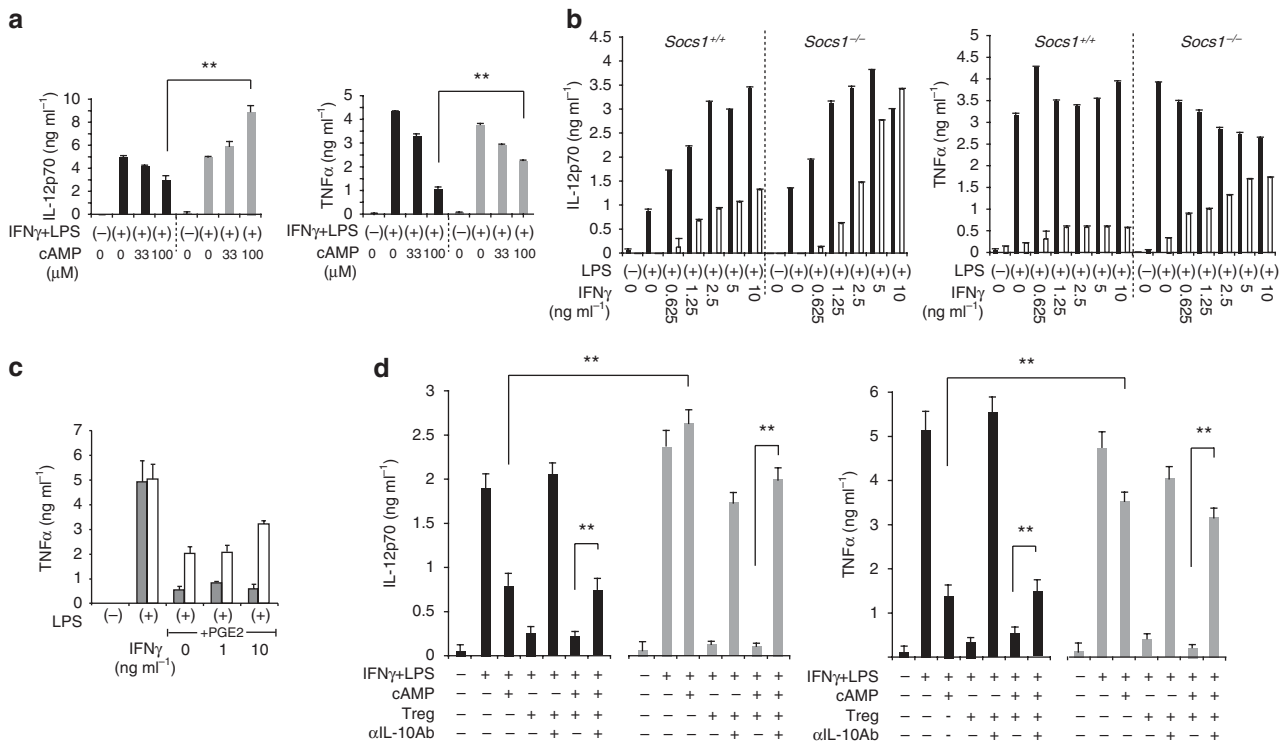 a
**
10
9
8
7
6
5
4
3
2
1
0
IL-12p70 (ng ml⁻¹)
IFNγ+LPS (–) (+) (+) (+) (–) (+) (+) (+)
cAMP 0 0 33 100 0 0 33 100
(μM)
**
5
4
3
2
1
0
TNFα (ng ml⁻¹)
IFNγ+LPS (–) (+) (+) (+) (–) (+) (+) (+)
cAMP 0 0 33 100 0 0 33 100
(μM)
b
Socs1+/+ Socs1−/−
4.5
4
3.5
3
2.5
2
1.5
1
0.5
0
IL-12p70 (ng ml⁻¹)
LPS (–) (+) (+) (+) (+) (+) (+) (–) (+) (+) (+) (+) (+) (+)
IFNγ 0 0 0.625 1.25 2.5 5 10 0 0 0.625 1.25 2.5 5 10
(ng ml⁻¹)
Socs1+/+ Socs1−/−
5
4.5
4
3.5
3
2.5
2
1.5
1
0.5
0
TNFα (ng ml⁻¹)
LPS (–) (+) (+) (+) (+) (+) (+) (–) (+) (+) (+) (+) (+) (+)
IFNγ 0 0 0.625 1.25 2.5 5 10 0 0 0.625 1.25 2.5 5 10
(ng ml⁻¹)
c
7
6
5
4
3
2
1
0
TNFα (ng ml⁻¹)
LPS (–) (+) (+) (+) (+)
+PGE2
IFNγ 0 1 10
(ng ml⁻¹)
d
**
**
**
3
2.5
2
1.5
1
0.5
0
IL-12p70 (ng ml⁻¹)
IFNγ+LPS – + + + + + + – + + + + + +
cAMP – – + – – + + – – + – – + +
Treg – – – + + + + – – – + + + +
αIL-10Ab – – – – + – + – – – – + – +
**
**
**
6
5
4
3
2
1
0
TNFα (ng ml⁻¹)
IFNγ+LPS – + + + + + + – + + + + + +
cAMP – – + – – + + – – + – – + +
Treg – – - + + + + – – – + + + +
αIL-10Ab – – - – + – + – – – – + – +